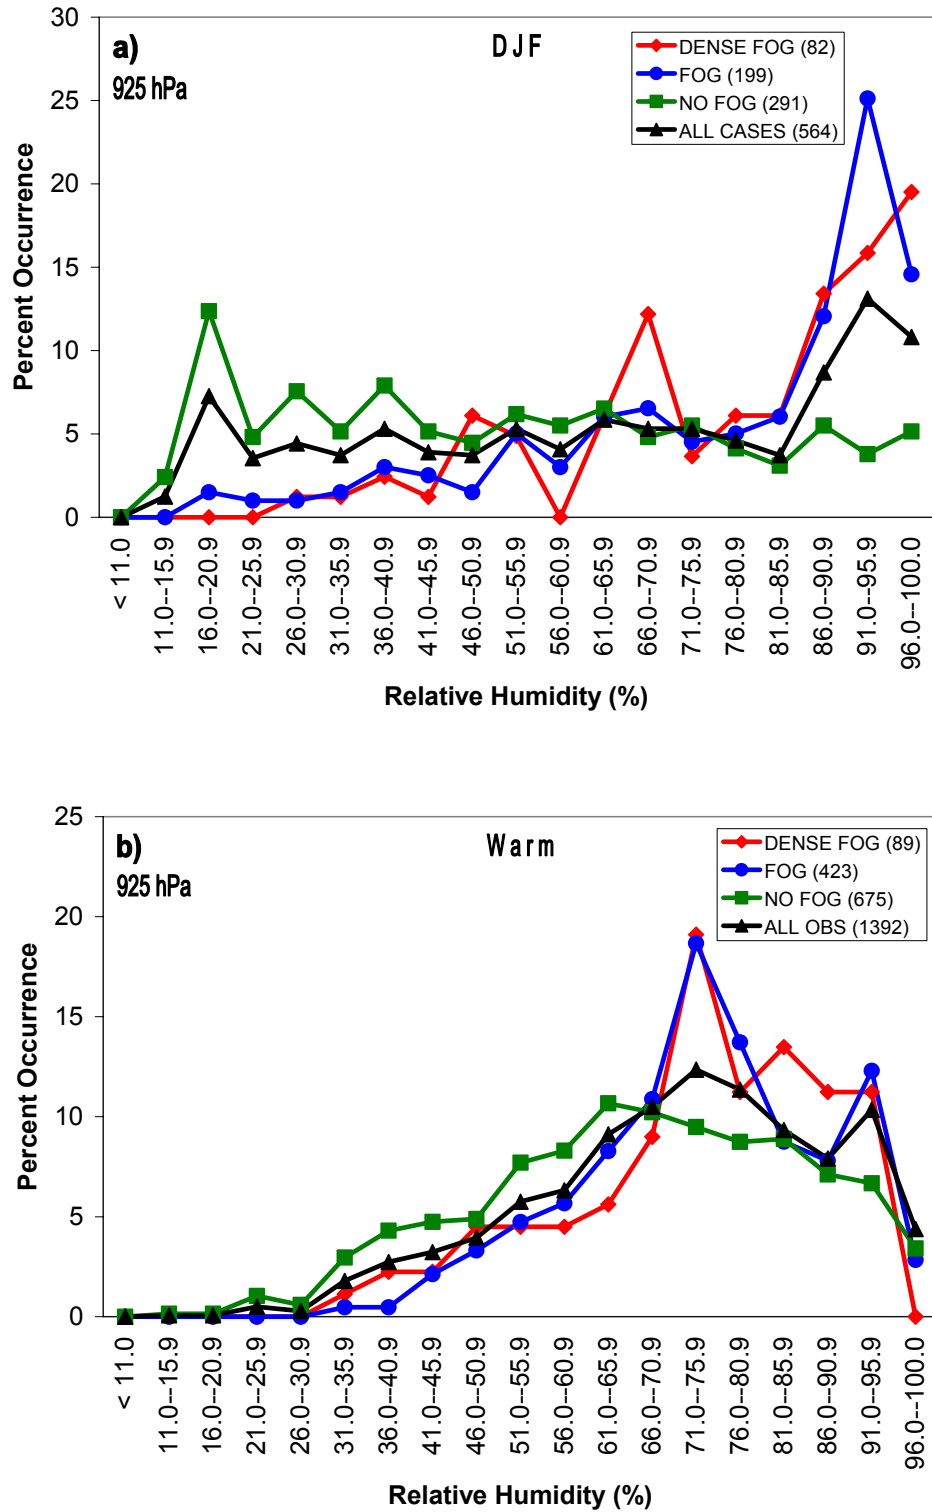 a)
DJF
925 hPa
DENSE FOG (82)
FOG (199)
NO FOG (291)
ALL CASES (564)
Percent Occurrence
30
25
20
15
10
5
0
< 11.0
11.0--15.9
16.0--20.9
21.0--25.9
26.0--30.9
31.0--35.9
36.0--40.9
41.0--45.9
46.0--50.9
51.0--55.9
56.0--60.9
61.0--65.9
66.0--70.9
71.0--75.9
76.0--80.9
81.0--85.9
86.0--90.9
91.0--95.9
96.0--100.0
Relative Humidity (%)
b)
Warm
925 hPa
DENSE FOG (89)
FOG (423)
NO FOG (675)
ALL OBS (1392)
Percent Occurrence
25
20
15
10
5
0
< 11.0
11.0--15.9
16.0--20.9
21.0--25.9
26.0--30.9
31.0--35.9
36.0--40.9
41.0--45.9
46.0--50.9
51.0--55.9
56.0--60.9
61.0--65.9
66.0--70.9
71.0--75.9
76.0--80.9
81.0--85.9
86.0--90.9
91.0--95.9
96.0--100.0
Relative Humidity (%)